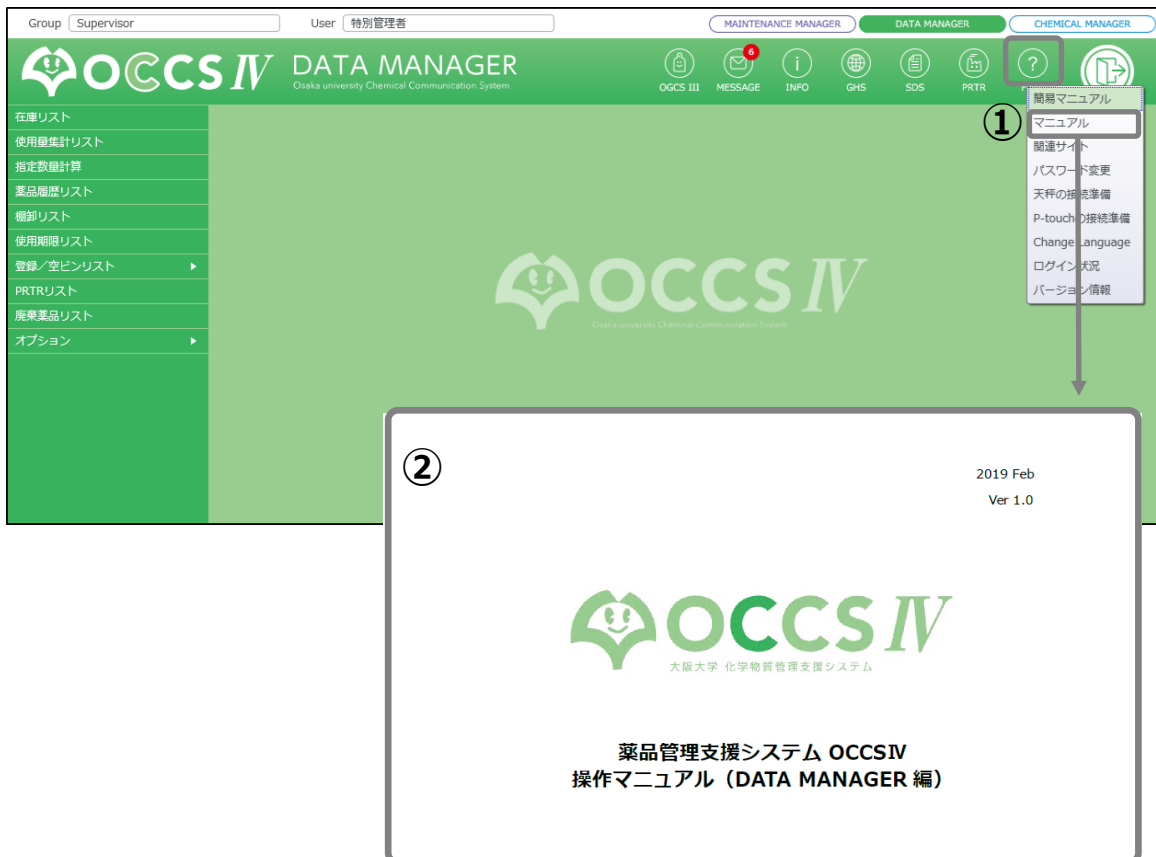 Group Supervisor User 特別管理者 MAINTENANCE MANAGER DATA MANAGER CHEMICAL MANAGER
OCCS IV DATA MANAGER
Osaka university Chemical Communication System
6
OGCS III MESSAGE INFO GHS SDS PRTR ?
在庫リスト
使用量集計リスト
指定数量計算
薬品履歴リスト
棚卸リスト
使用期限リスト
登録／空ビンリスト
PRTRリスト
廃棄薬品リスト
オプション
①
簡易マニュアル
マニュアル
関連サイト
パスワード変更
天秤の接続準備
P-touchの接続準備
Change Language
ログイン状況
バージョン情報
OCCS IV
Osaka university Chemical Communication System
②
2019 Feb
Ver 1.0
OCCS IV
大阪大学 化学物質管理支援システム
薬品管理支援システム OCCSⅣ
操作マニュアル（DATA MANAGER 編）